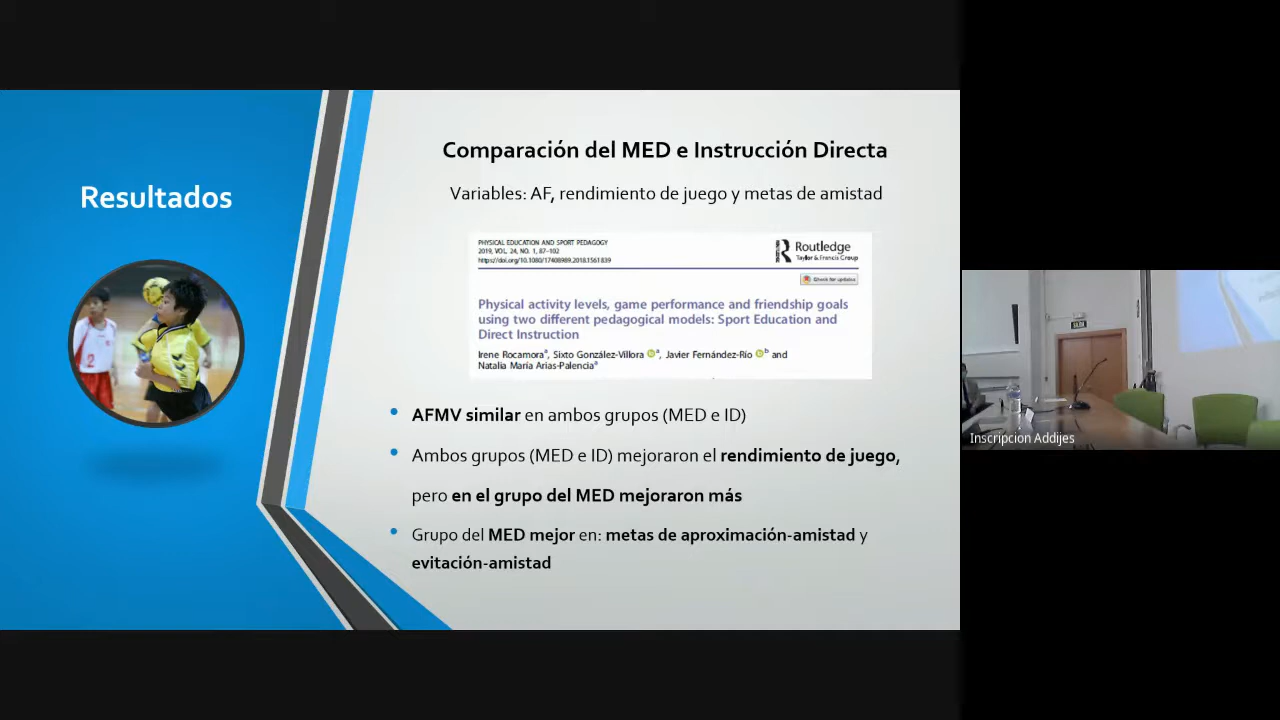 Resultados
Comparación del MED e Instrucción Directa
Variables: AF, rendimiento de juego y metas de amistad
PHYSICAL EDUCATION AND SPORT PEDAGOGY
2019, VOL. 24, NO. 1, 87–102
https://doi.org/10.1080/17408989.2018.1561839
Routledge
Taylor & Francis Group
Check for updates
Physical activity levels, game performance and friendship goals
using two different pedagogical models: Sport Education and
Direct Instruction
Irene Rocamoraª, Sixto González-Villora ª, Javier Fernández-Río ᵇ and
Natalia María Arias-Palenciaª
• AFMV similar en ambos grupos (MED e ID)
• Ambos grupos (MED e ID) mejoraron el rendimiento de juego,
pero en el grupo del MED mejoraron más
• Grupo del MED mejor en: metas de aproximación-amistad y
evitación-amistad
2
SALIDA
Inscripcion Addijes